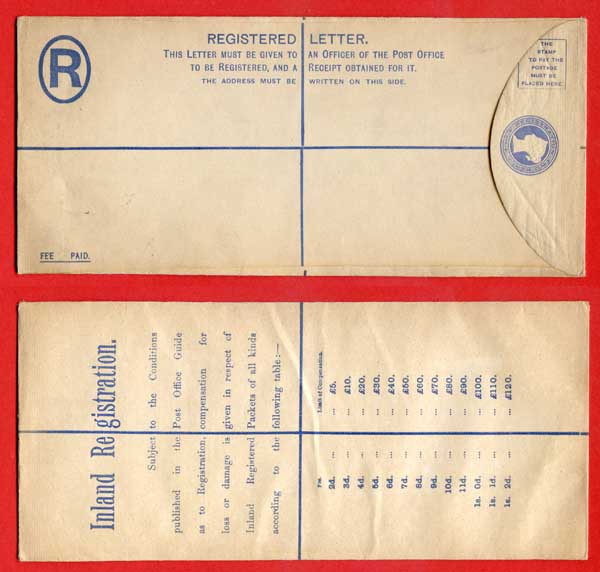 R
REGISTERED LETTER.
THIS LETTER MUST BE GIVEN TO AN OFFICER OF THE POST OFFICE
TO BE REGISTERED, AND A RECEIPT OBTAINED FOR IT.
THE ADDRESS MUST BE WRITTEN ON THIS SIDE.
THE
STAMP
TO PAY THE
POSTAGE
MUST BE
PLACED HERE.
FEE PAID.
Inland Registration.
Subject to the Conditions
published in the Post Office Guide
as to Registration, compensation for
loss or damage is given in respect of
Inland Registered Packets of all kinds
according to the following table:—
Fee. Limit of Compensation.
2d. ... ... £5.
3d. ... ... £10.
4d. ... ... £20.
5d. ... ... £30.
6d. ... ... £40.
7d. ... ... £50.
8d. ... ... £60.
9d. ... ... £70.
10d. ... ... £80.
11d. ... ... £90.
1s. 0d. ... ... £100.
1s. 1d. ... ... £110.
1s. 2d. ... ... £120.